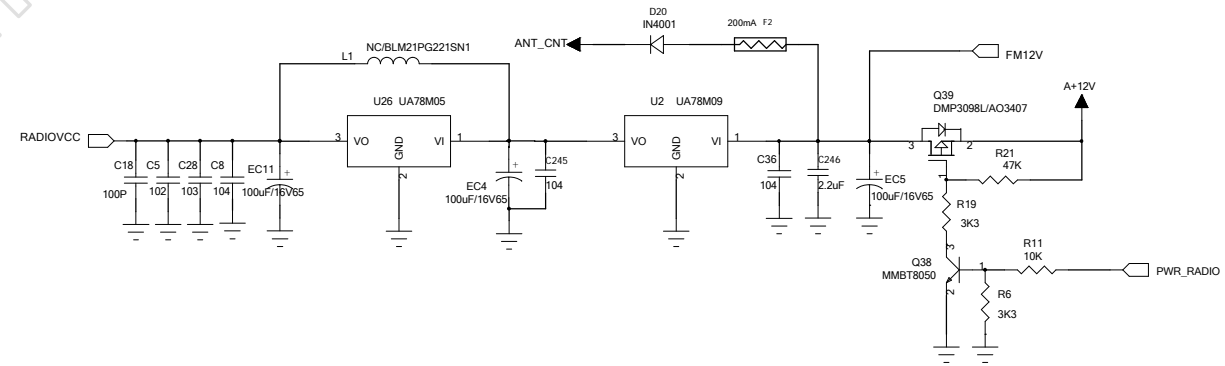 D20
IN4001
200mA F2
ANT_CNT
NC/BLM21PG221SN1
L1
FM12V
A+12V
Q39
DMP3098L/AO3407
U26 UA78M05
U2 UA78M09
RADIOVCC
3 VO GND VI 1
2
3 VO GND VI 1
2
3 2
1
R21
47K
C18
100P
C5
102
C28
103
C8
104
EC11
+
100uF/16V65
EC4
+
100uF/16V65
C245
104
C36
104
C246
2.2uF
EC5
+
100uF/16V65
R19
3K3
Q38
MMBT8050
3
1
2
R11
10K
PWR_RADIO
R6
3K3